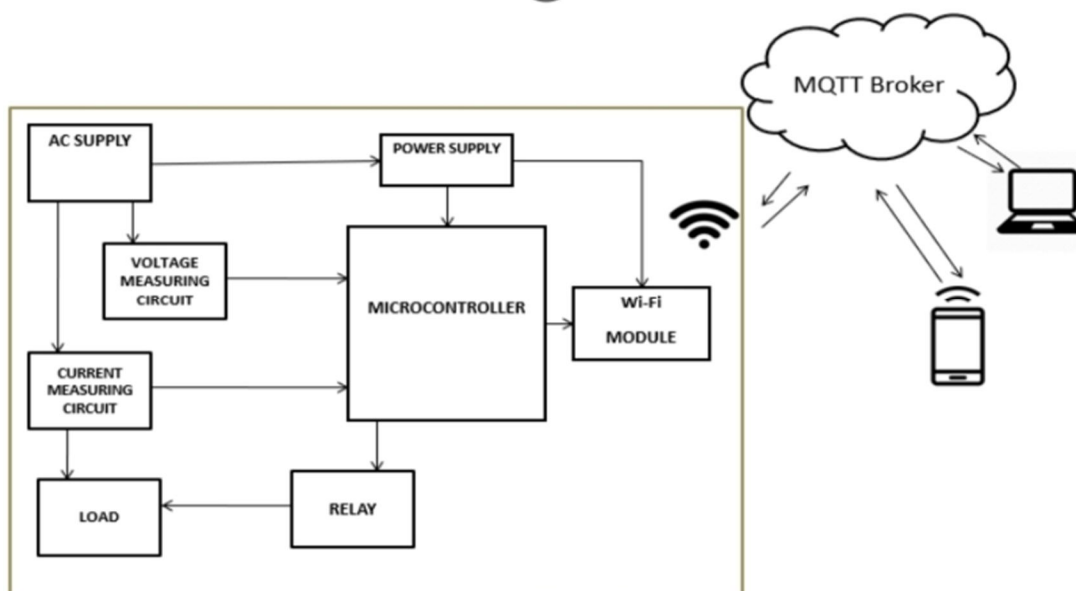 MQTT Broker
AC SUPPLY
POWER SUPPLY
VOLTAGE
MEASURING
CIRCUIT
MICROCONTROLLER
Wi-Fi
MODULE
CURRENT
MEASURING
CIRCUIT
LOAD
RELAY